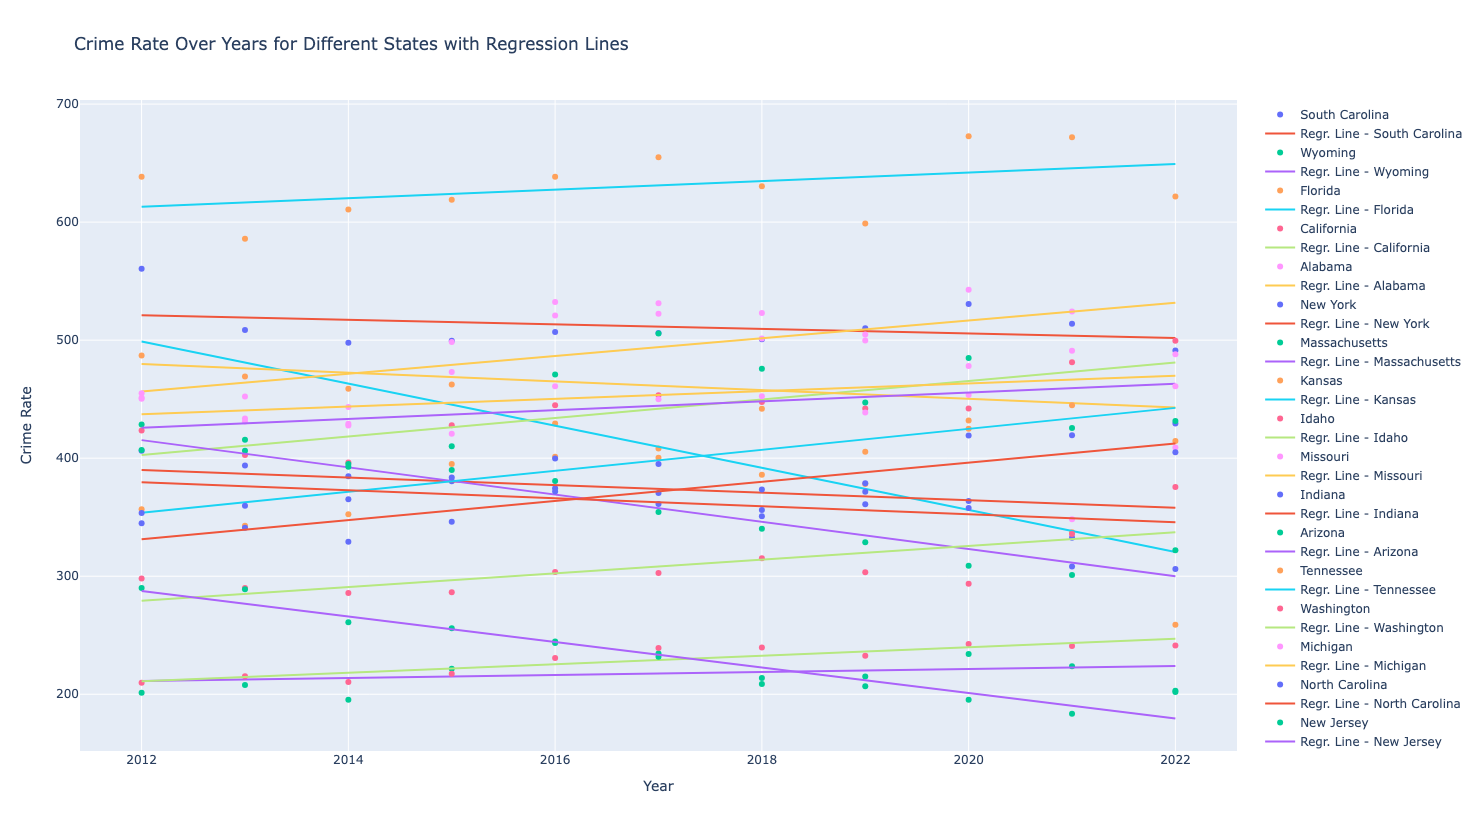 Crime Rate Over Years for Different States with Regression Lines
700
600
500
400
300
200
Crime Rate
2012
2014
2016
2018
2020
2022
Year
South Carolina
Regr. Line - South Carolina
Wyoming
Regr. Line - Wyoming
Florida
Regr. Line - Florida
California
Regr. Line - California
Alabama
Regr. Line - Alabama
New York
Regr. Line - New York
Massachusetts
Regr. Line - Massachusetts
Kansas
Regr. Line - Kansas
Idaho
Regr. Line - Idaho
Missouri
Regr. Line - Missouri
Indiana
Regr. Line - Indiana
Arizona
Regr. Line - Arizona
Tennessee
Regr. Line - Tennessee
Washington
Regr. Line - Washington
Michigan
Regr. Line - Michigan
North Carolina
Regr. Line - North Carolina
New Jersey
Regr. Line - New Jersey